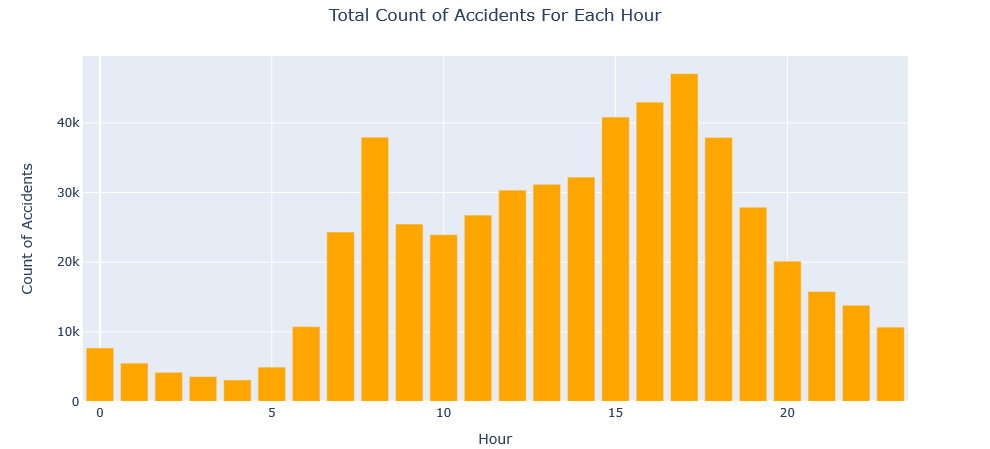 Total Count of Accidents For Each Hour
Count of Accidents
40k
30k
20k
10k
0
0 5 10 15 20
Hour